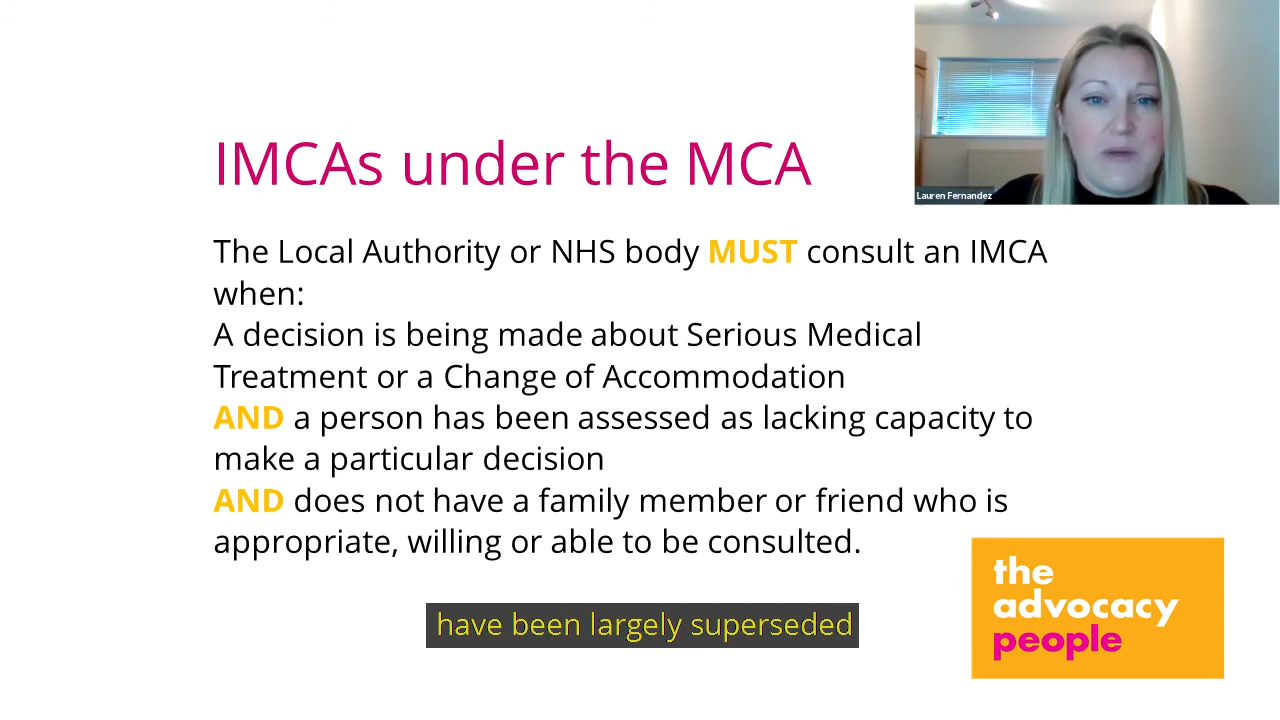 IMCAs under the MCA
Lauren Fernandez
The Local Authority or NHS body MUST consult an IMCA
when:
A decision is being made about Serious Medical
Treatment or a Change of Accommodation
AND a person has been assessed as lacking capacity to
make a particular decision
AND does not have a family member or friend who is
appropriate, willing or able to be consulted.
the
advocacy
people
have been largely superseded